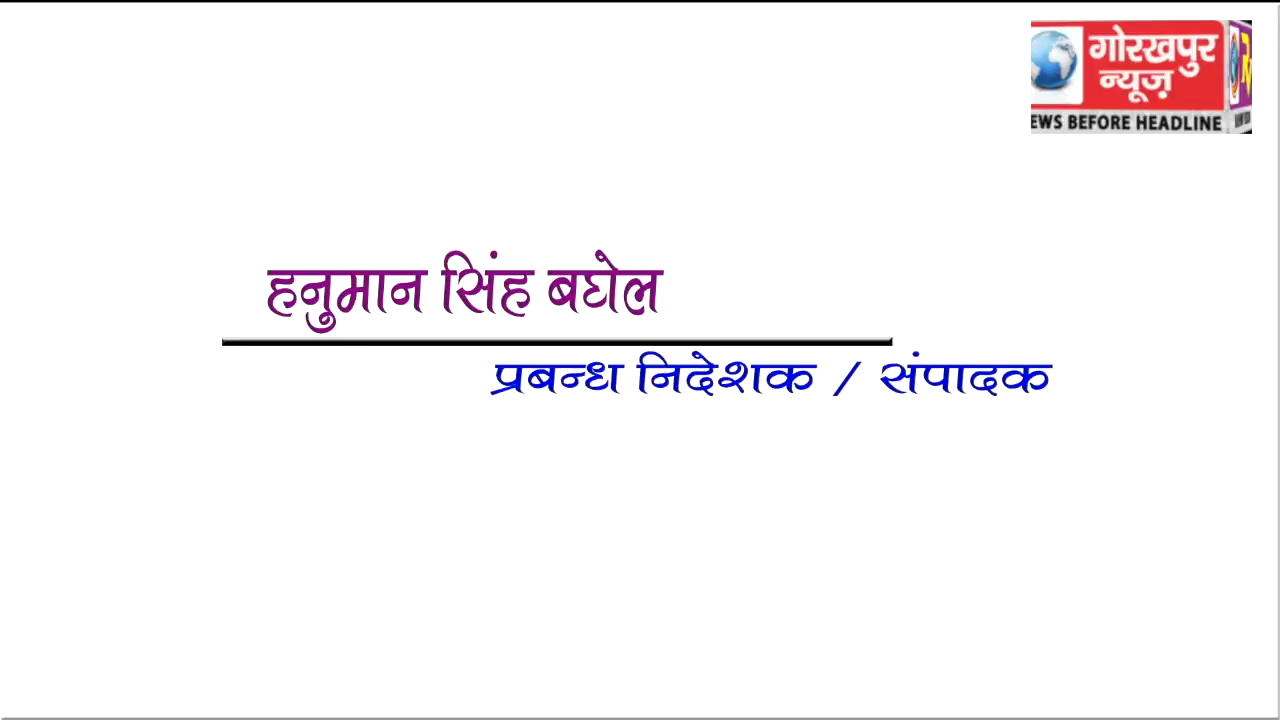 गोरखपुर
न्यूज़
EWS BEFORE HEADLINE
हनुमान सिंह बघेल
प्रबन्ध निदेशक / संपादक